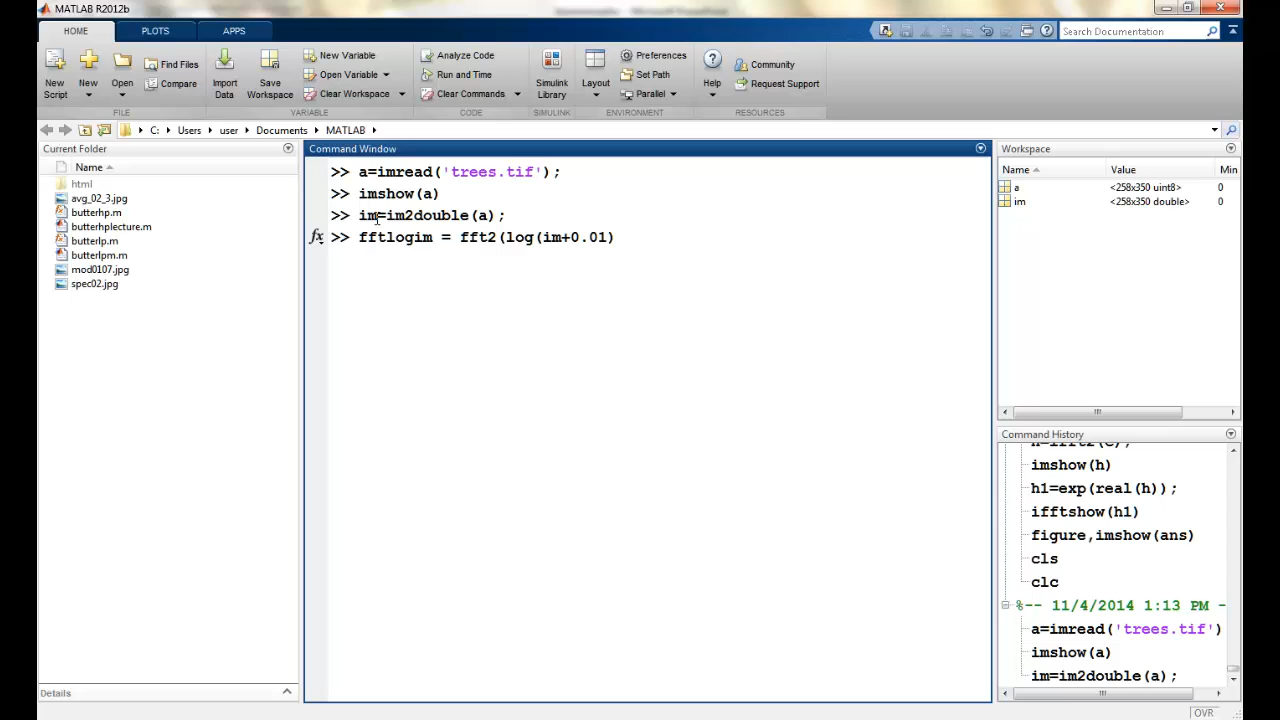 MATLAB R2012b
HOME PLOTS APPS
Search Documentation
New Script
New
Open
Find Files
Compare
Import Data
Save Workspace
New Variable
Open Variable
Clear Workspace
Analyze Code
Run and Time
Clear Commands
Simulink Library
Layout
Preferences
Set Path
Parallel
Help
Community
Request Support
FILE VARIABLE CODE SIMULINK ENVIRONMENT RESOURCES
C: Users user Documents MATLAB
Current Folder
Name
html
avg_02_3.jpg
butterhp.m
butterhplecture.m
butterlp.m
butterlpm.m
mod0107.jpg
spec02.jpg
Details
Command Window
>> a=imread('trees.tif');
>> imshow(a)
>> im=im2double(a);
fx >> fftlogim = fft2(log(im+0.01)
Workspace
Name Value Min
a <258x350 uint8> 0
im <258x350 double> 0
Command History
imshow(h)
h1=exp(real(h));
ifftshow(h1)
figure,imshow(ans)
cls
clc
%-- 11/4/2014 1:13 PM -
a=imread('trees.tif')
imshow(a)
im=im2double(a);
OVR